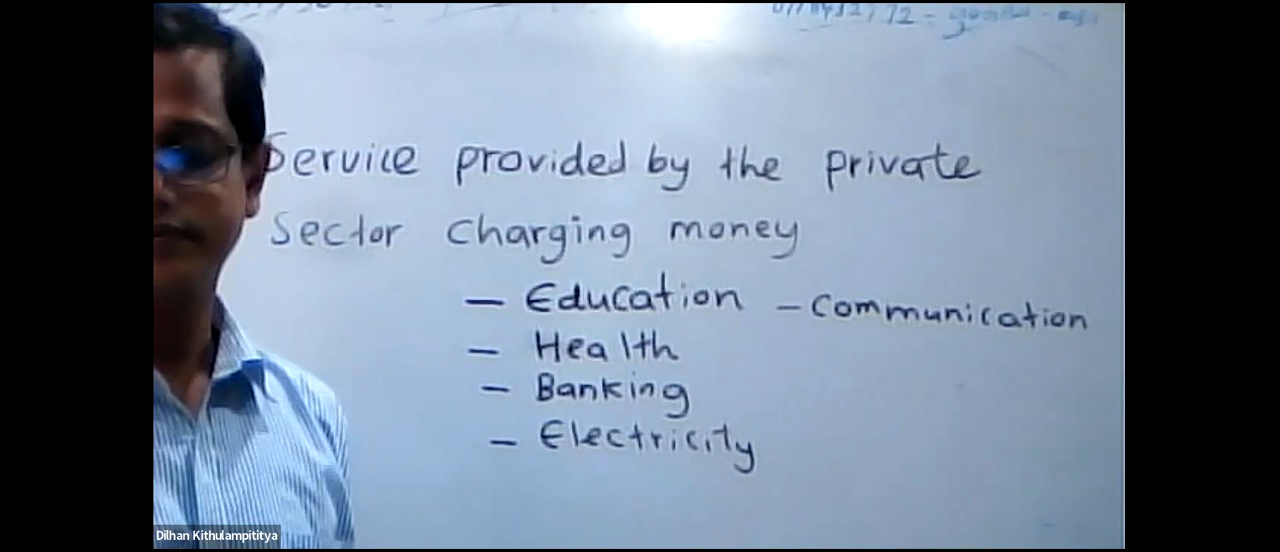 Service provided by the private
Sector charging money
- Education - Communication
- Health
- Banking
- Electricity
Dilhan Kithulampititya